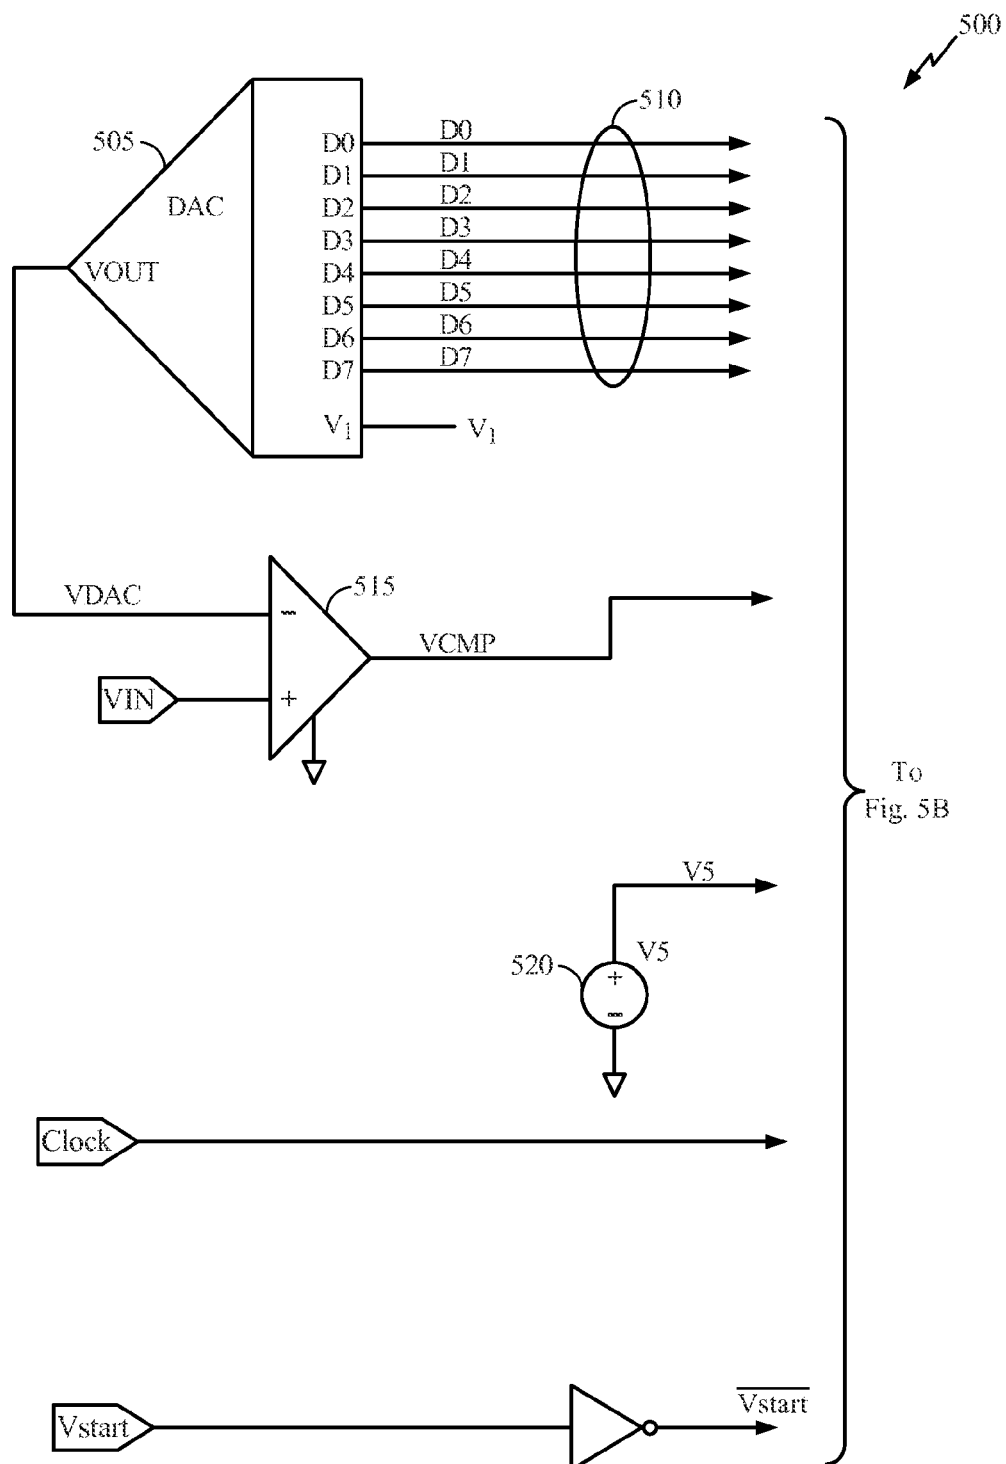 500
510
505
D0 D0
D1 D1
DAC D2 D2
D3 D3
VOUT D4 D4
D5 D5
D6 D6
D7 D7
V1 V1
515
VDAC
-
VCMP
VIN +
To
Fig. 5B
V5
V5
520 +
-
Clock
Vstart
Vstart